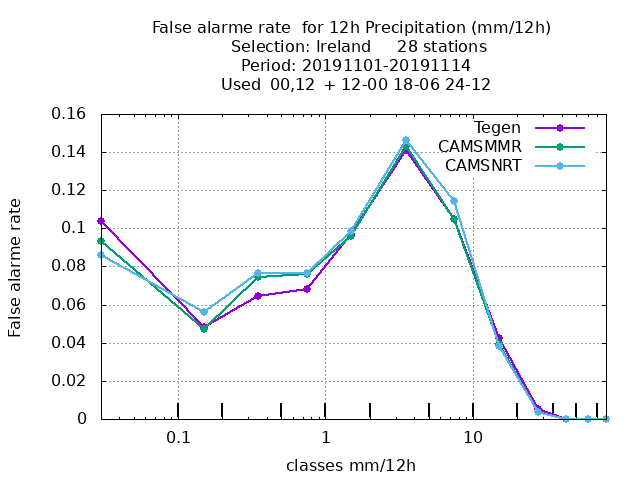 False alarme rate  for 12h Precipitation (mm/12h)
Selection: Ireland     28 stations
Period: 20191101-20191114
Used  00,12  + 12-00 18-06 24-12
Tegen
CAMSMMR
CAMSNRT
False alarme rate
0.16
0.14
0.12
0.1
0.08
0.06
0.04
0.02
0
0.1 1 10
classes mm/12h